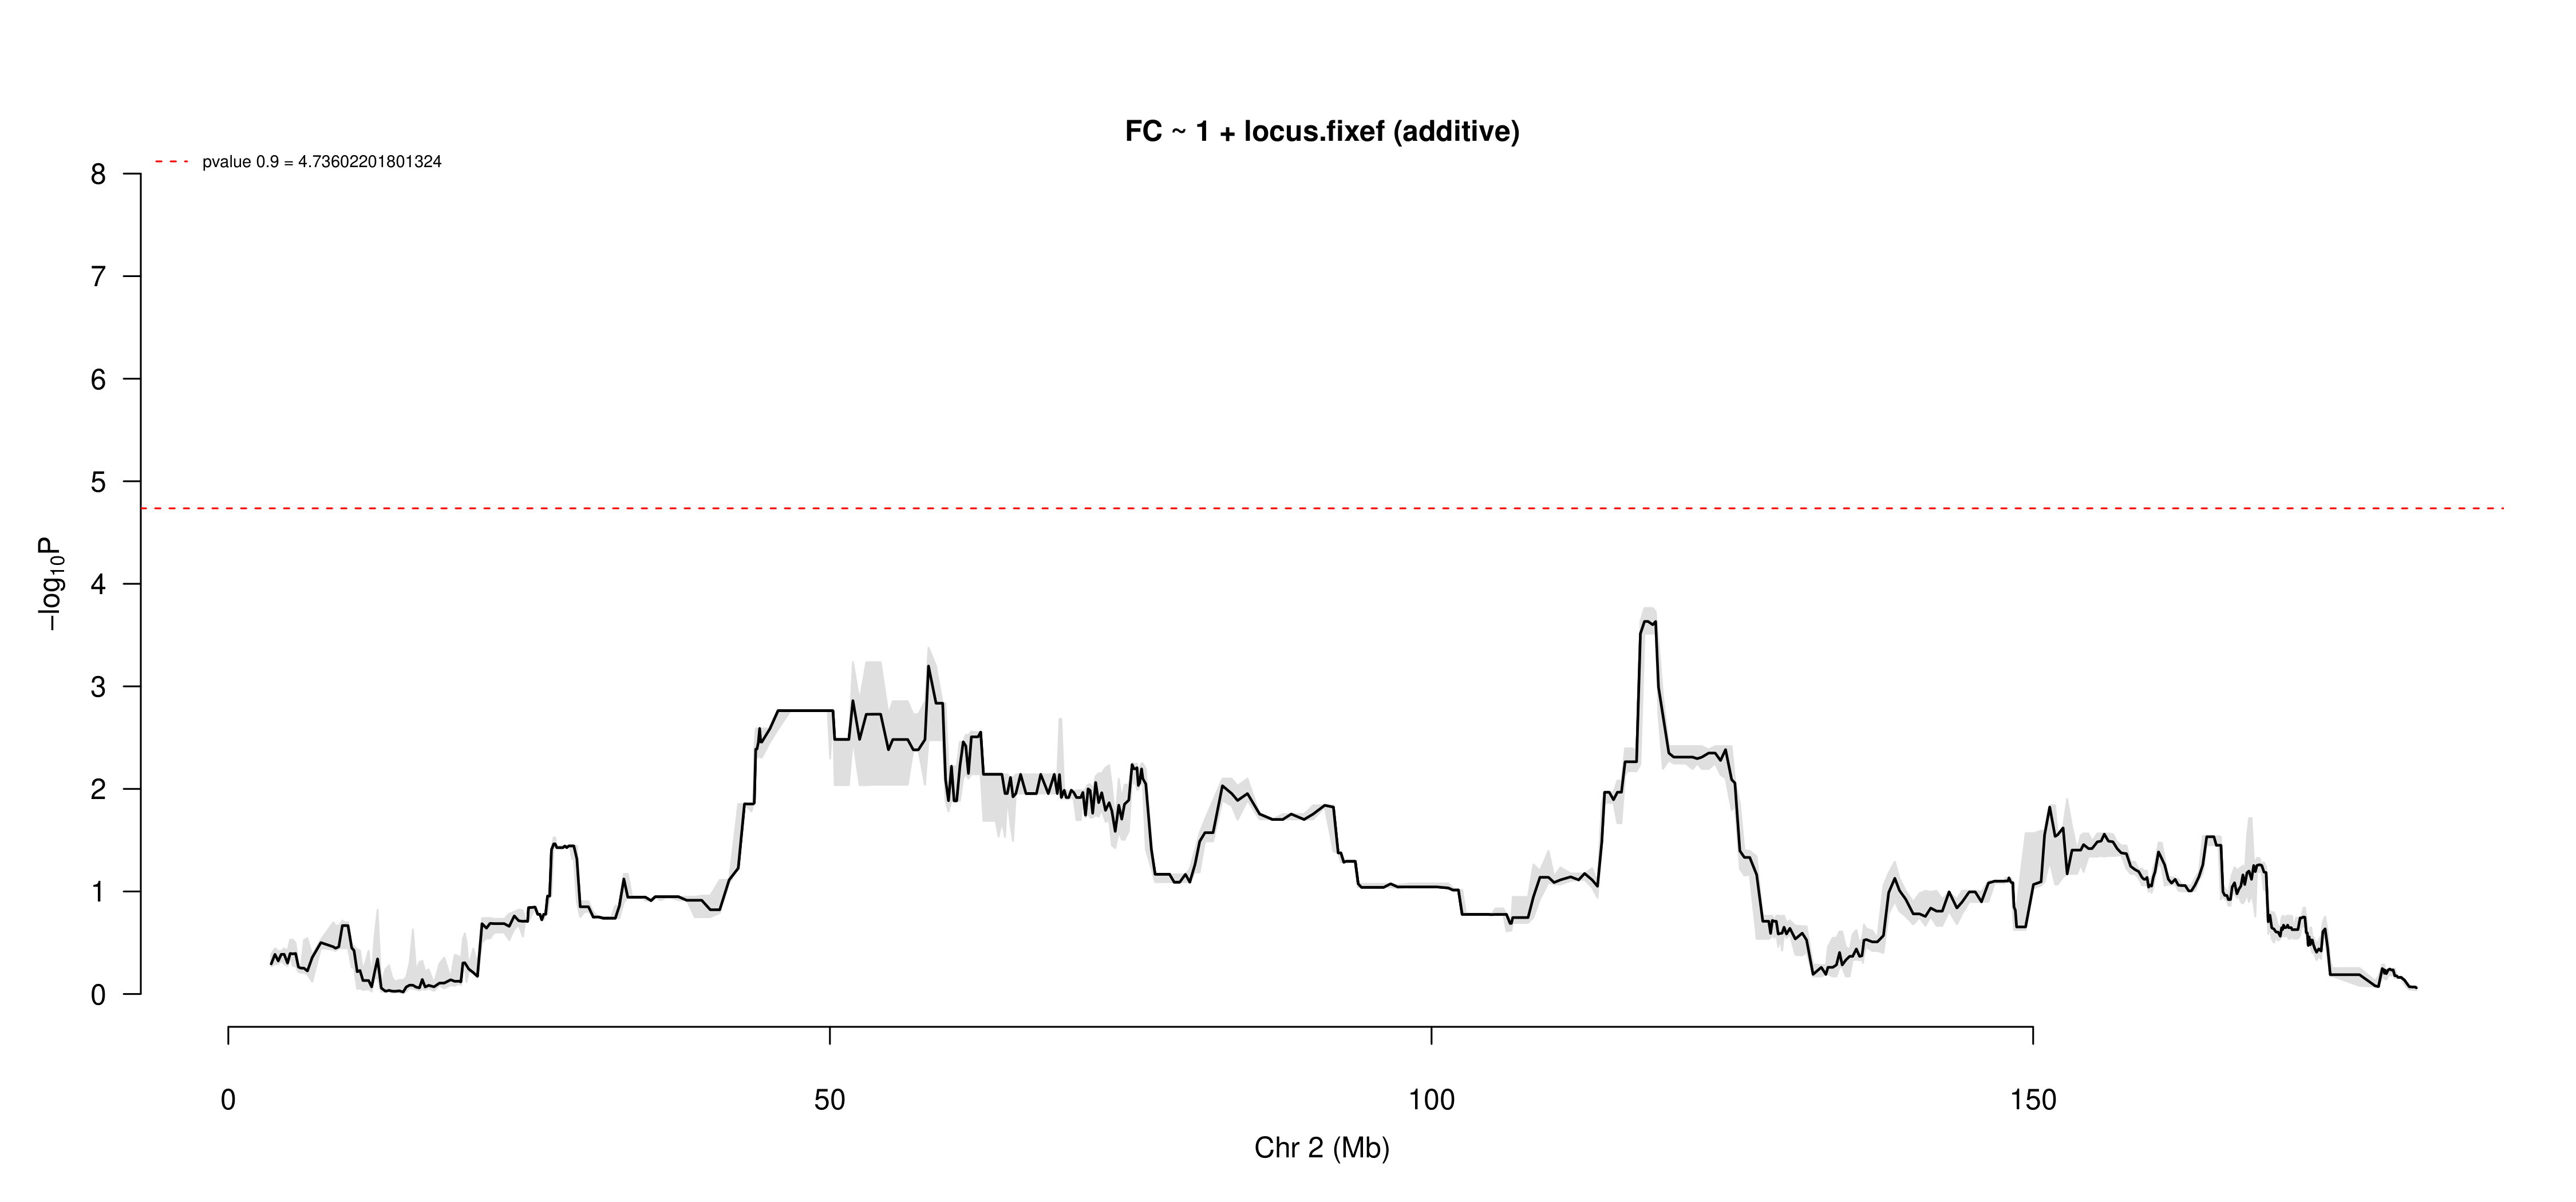 FC ~ 1 + locus.fixef (additive)
pvalue 0.9 = 4.73602201801324
8
7
6
5
4
3
2
1
0
−log10P
0 50 100 150
Chr 2 (Mb)